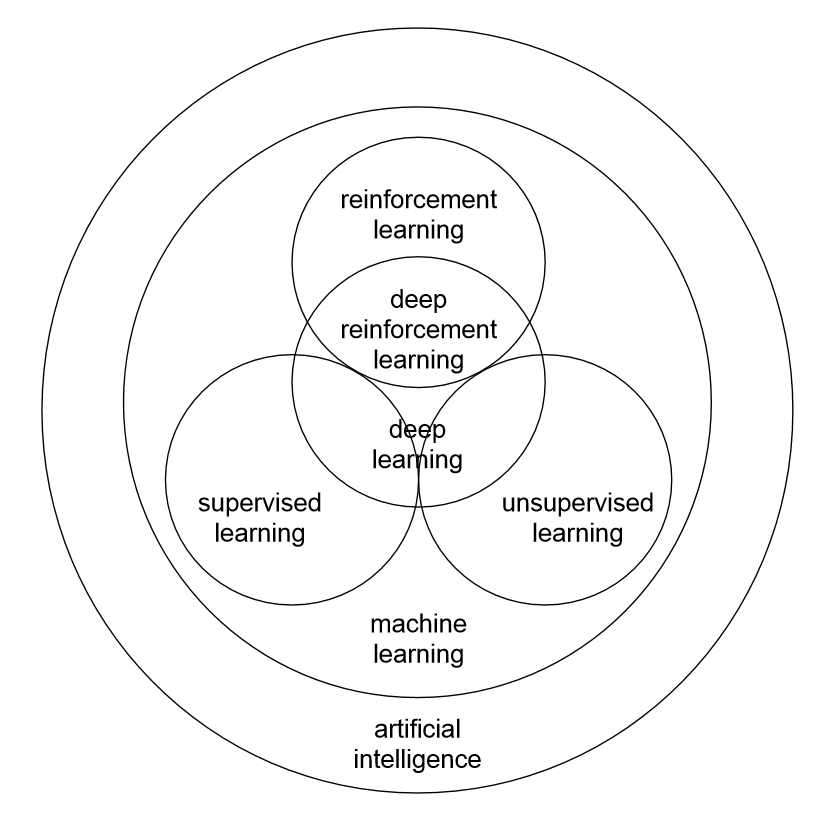 reinforcement
learning
deep
reinforcement
learning
deep
learning
supervised
learning
unsupervised
learning
machine
learning
artificial
intelligence